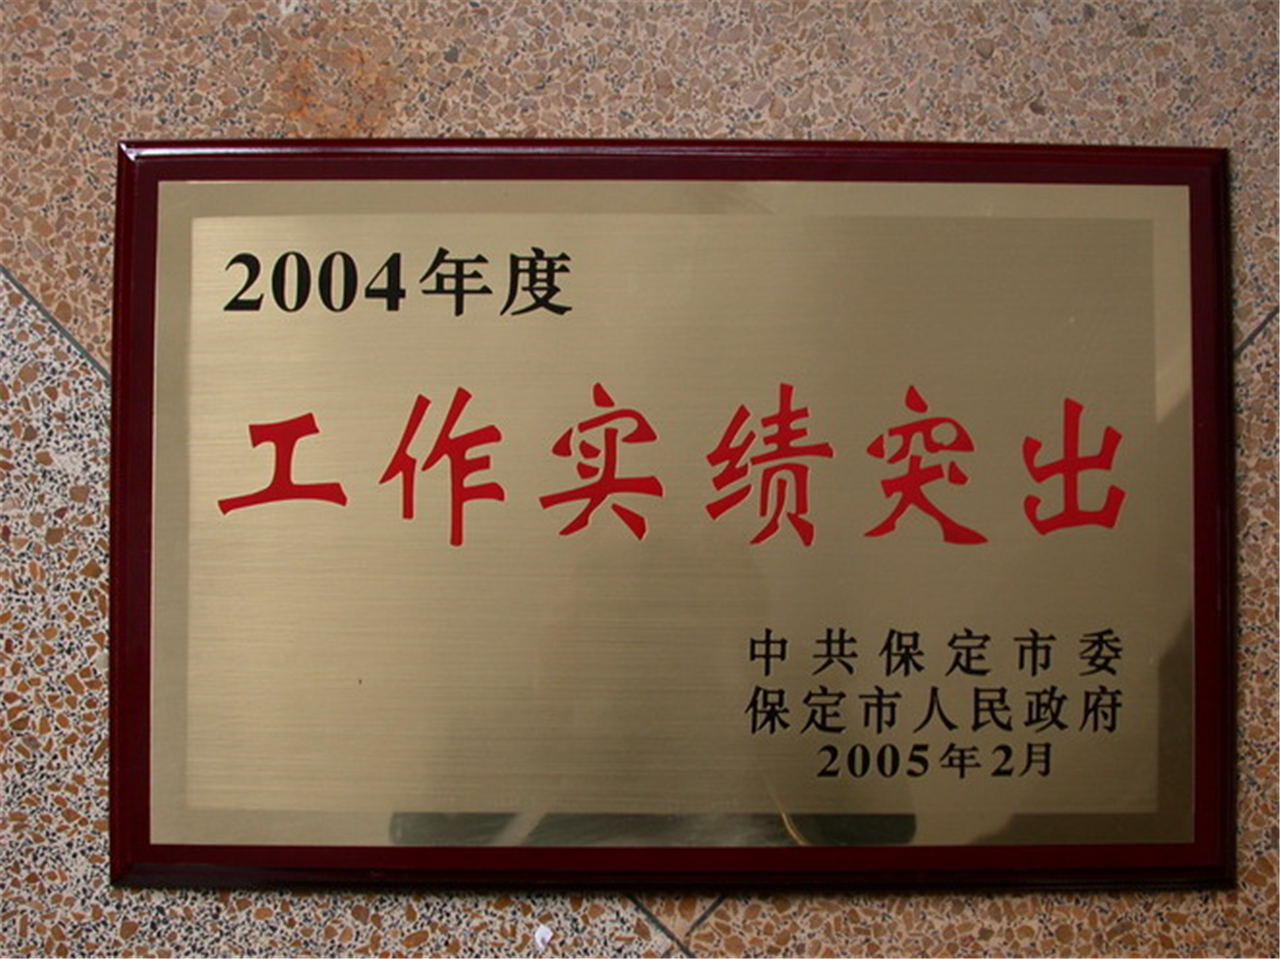 2004年度
工作实绩突出
中共保定市委
保定市人民政府
2005年2月